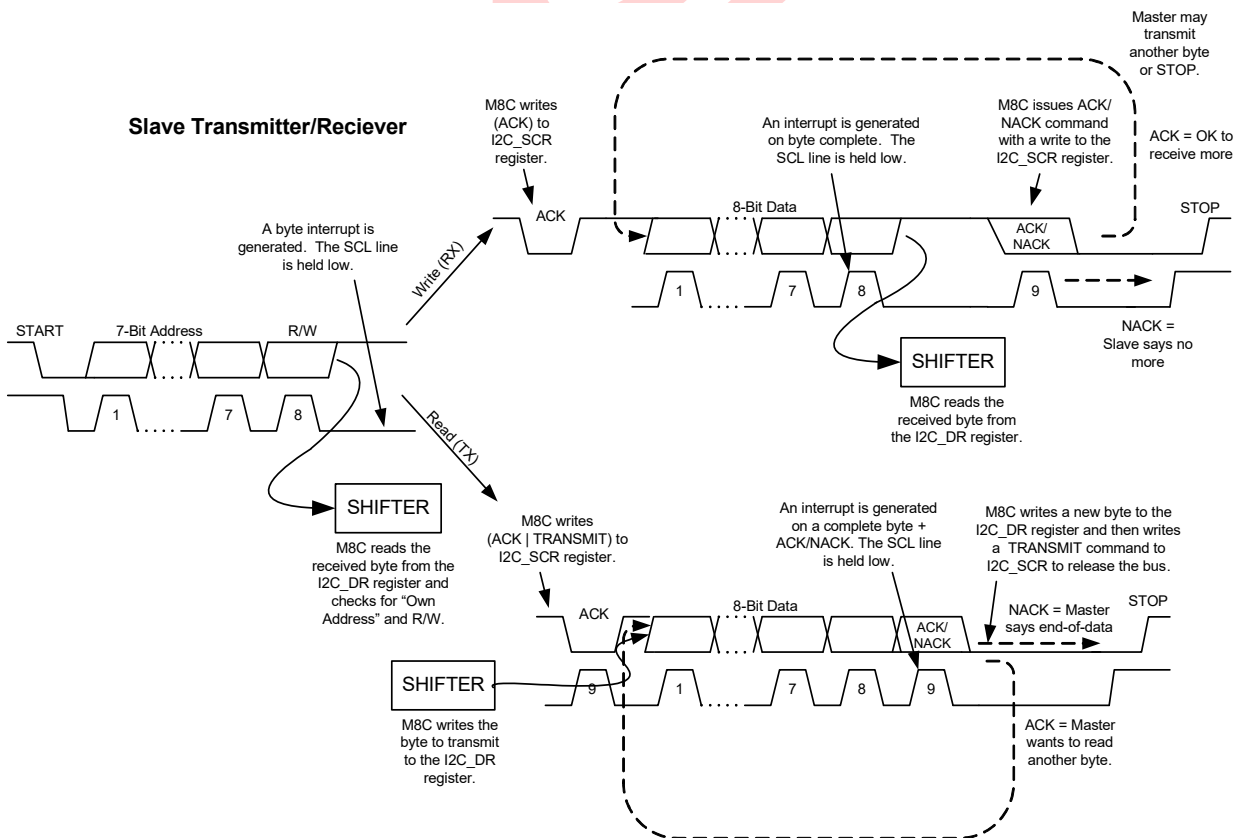 Master may
transmit
another byte
or STOP.
Slave Transmitter/Reciever
M8C writes
(ACK) to
I2C_SCR
register.
An interrupt is generated
on byte complete. The
SCL line is held low.
M8C issues ACK/
NACK command
with a write to the
I2C_SCR register.
ACK = OK to
receive more
A byte interrupt is
generated. The SCL line
is held low.
Write (RX)
ACK
8-Bit Data
ACK/
NACK
STOP
1
7
8
9
NACK =
Slave says no
more
SHIFTER
M8C reads the
received byte from
the I2C_DR register.
START
7-Bit Address
R/W
1
7
8
Read (TX)
SHIFTER
M8C reads the
received byte from the
I2C_DR register and
checks for “Own
Address” and R/W.
M8C writes
(ACK | TRANSMIT) to
I2C_SCR register.
An interrupt is generated
on a complete byte +
ACK/NACK. The SCL line
is held low.
M8C writes a new byte to the
I2C_DR register and then writes
a TRANSMIT command to
I2C_SCR to release the bus.
ACK
8-Bit Data
ACK/
NACK
NACK = Master
says end-of-data
STOP
SHIFTER
9
1
7
8
9
M8C writes the
byte to transmit
to the I2C_DR
register.
ACK = Master
wants to read
another byte.